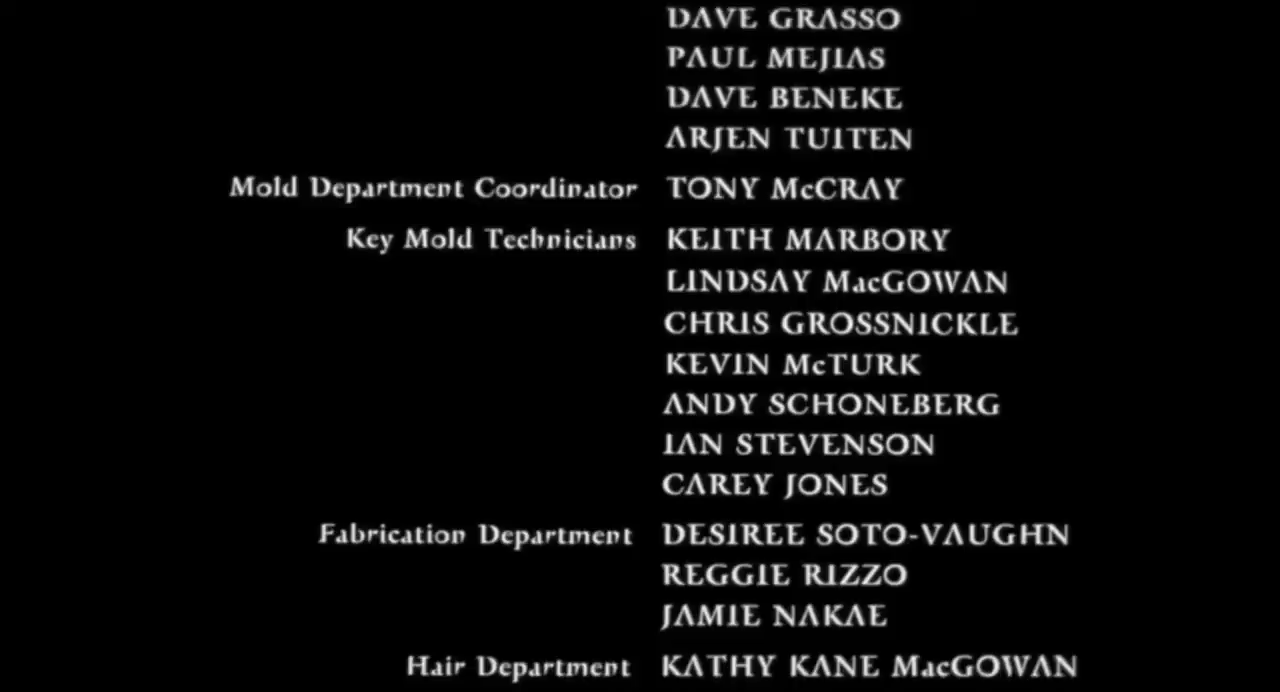 DAVE GRASSO
PAUL MEJIAS
DAVE BENEKE
ARJEN TUITEN
Mold Department Coordinator TONY McCRAY
Key Mold Technicians KEITH MARBORY
LINDSAY MacGOWAN
CHRIS GROSSNICKLE
KEVIN McTURK
ANDY SCHONEBERG
IAN STEVENSON
CAREY JONES
Fabrication Department DESIREE SOTO-VAUGHN
REGGIE RIZZO
JAMIE NAKAE
Hair Department KATHY KANE MacGOWAN